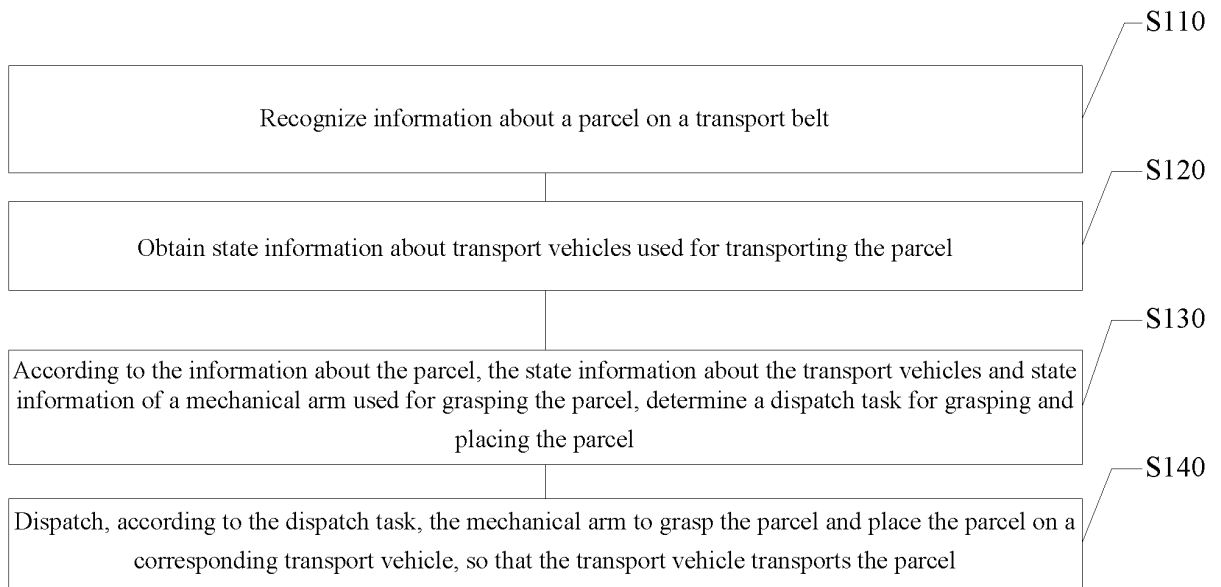 S110
Recognize information about a parcel on a transport belt
S120
Obtain state information about transport vehicles used for transporting the parcel
S130
According to the information about the parcel, the state information about the transport vehicles and state
information of a mechanical arm used for grasping the parcel, determine a dispatch task for grasping and
placing the parcel
S140
Dispatch, according to the dispatch task, the mechanical arm to grasp the parcel and place the parcel on a
corresponding transport vehicle, so that the transport vehicle transports the parcel